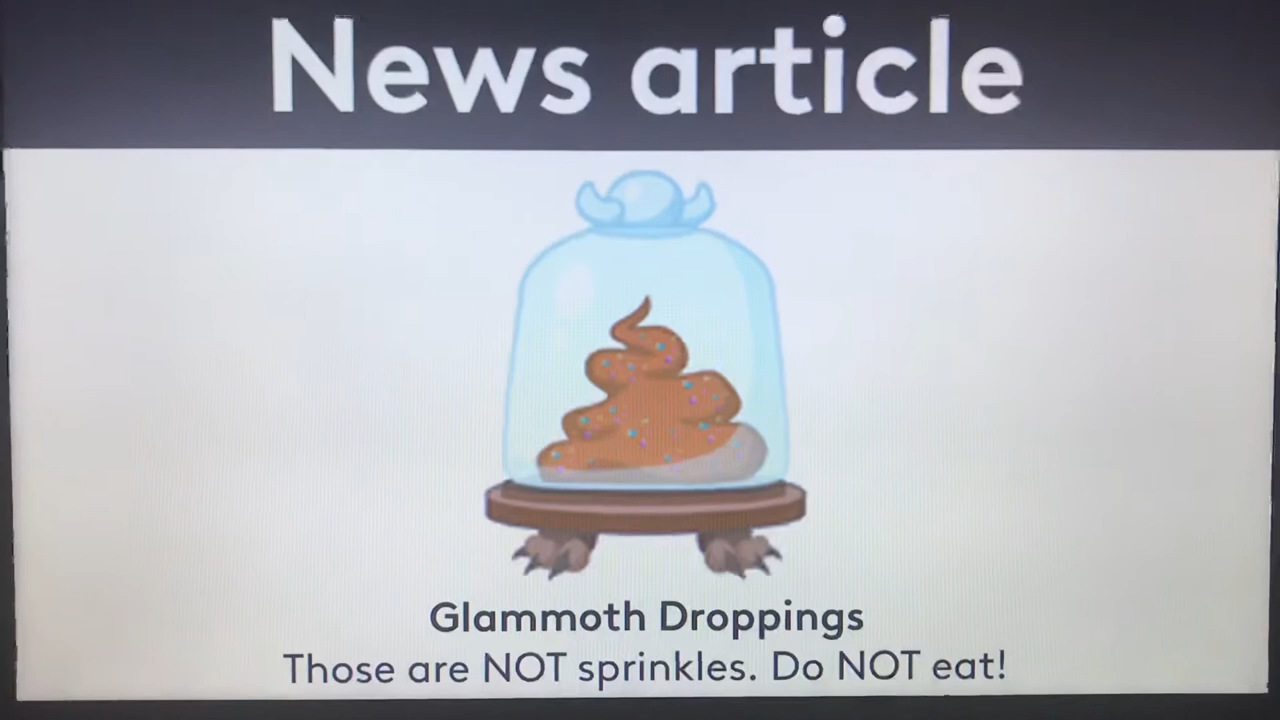 News article
Glammoth Droppings
Those are NOT sprinkles. Do NOT eat!